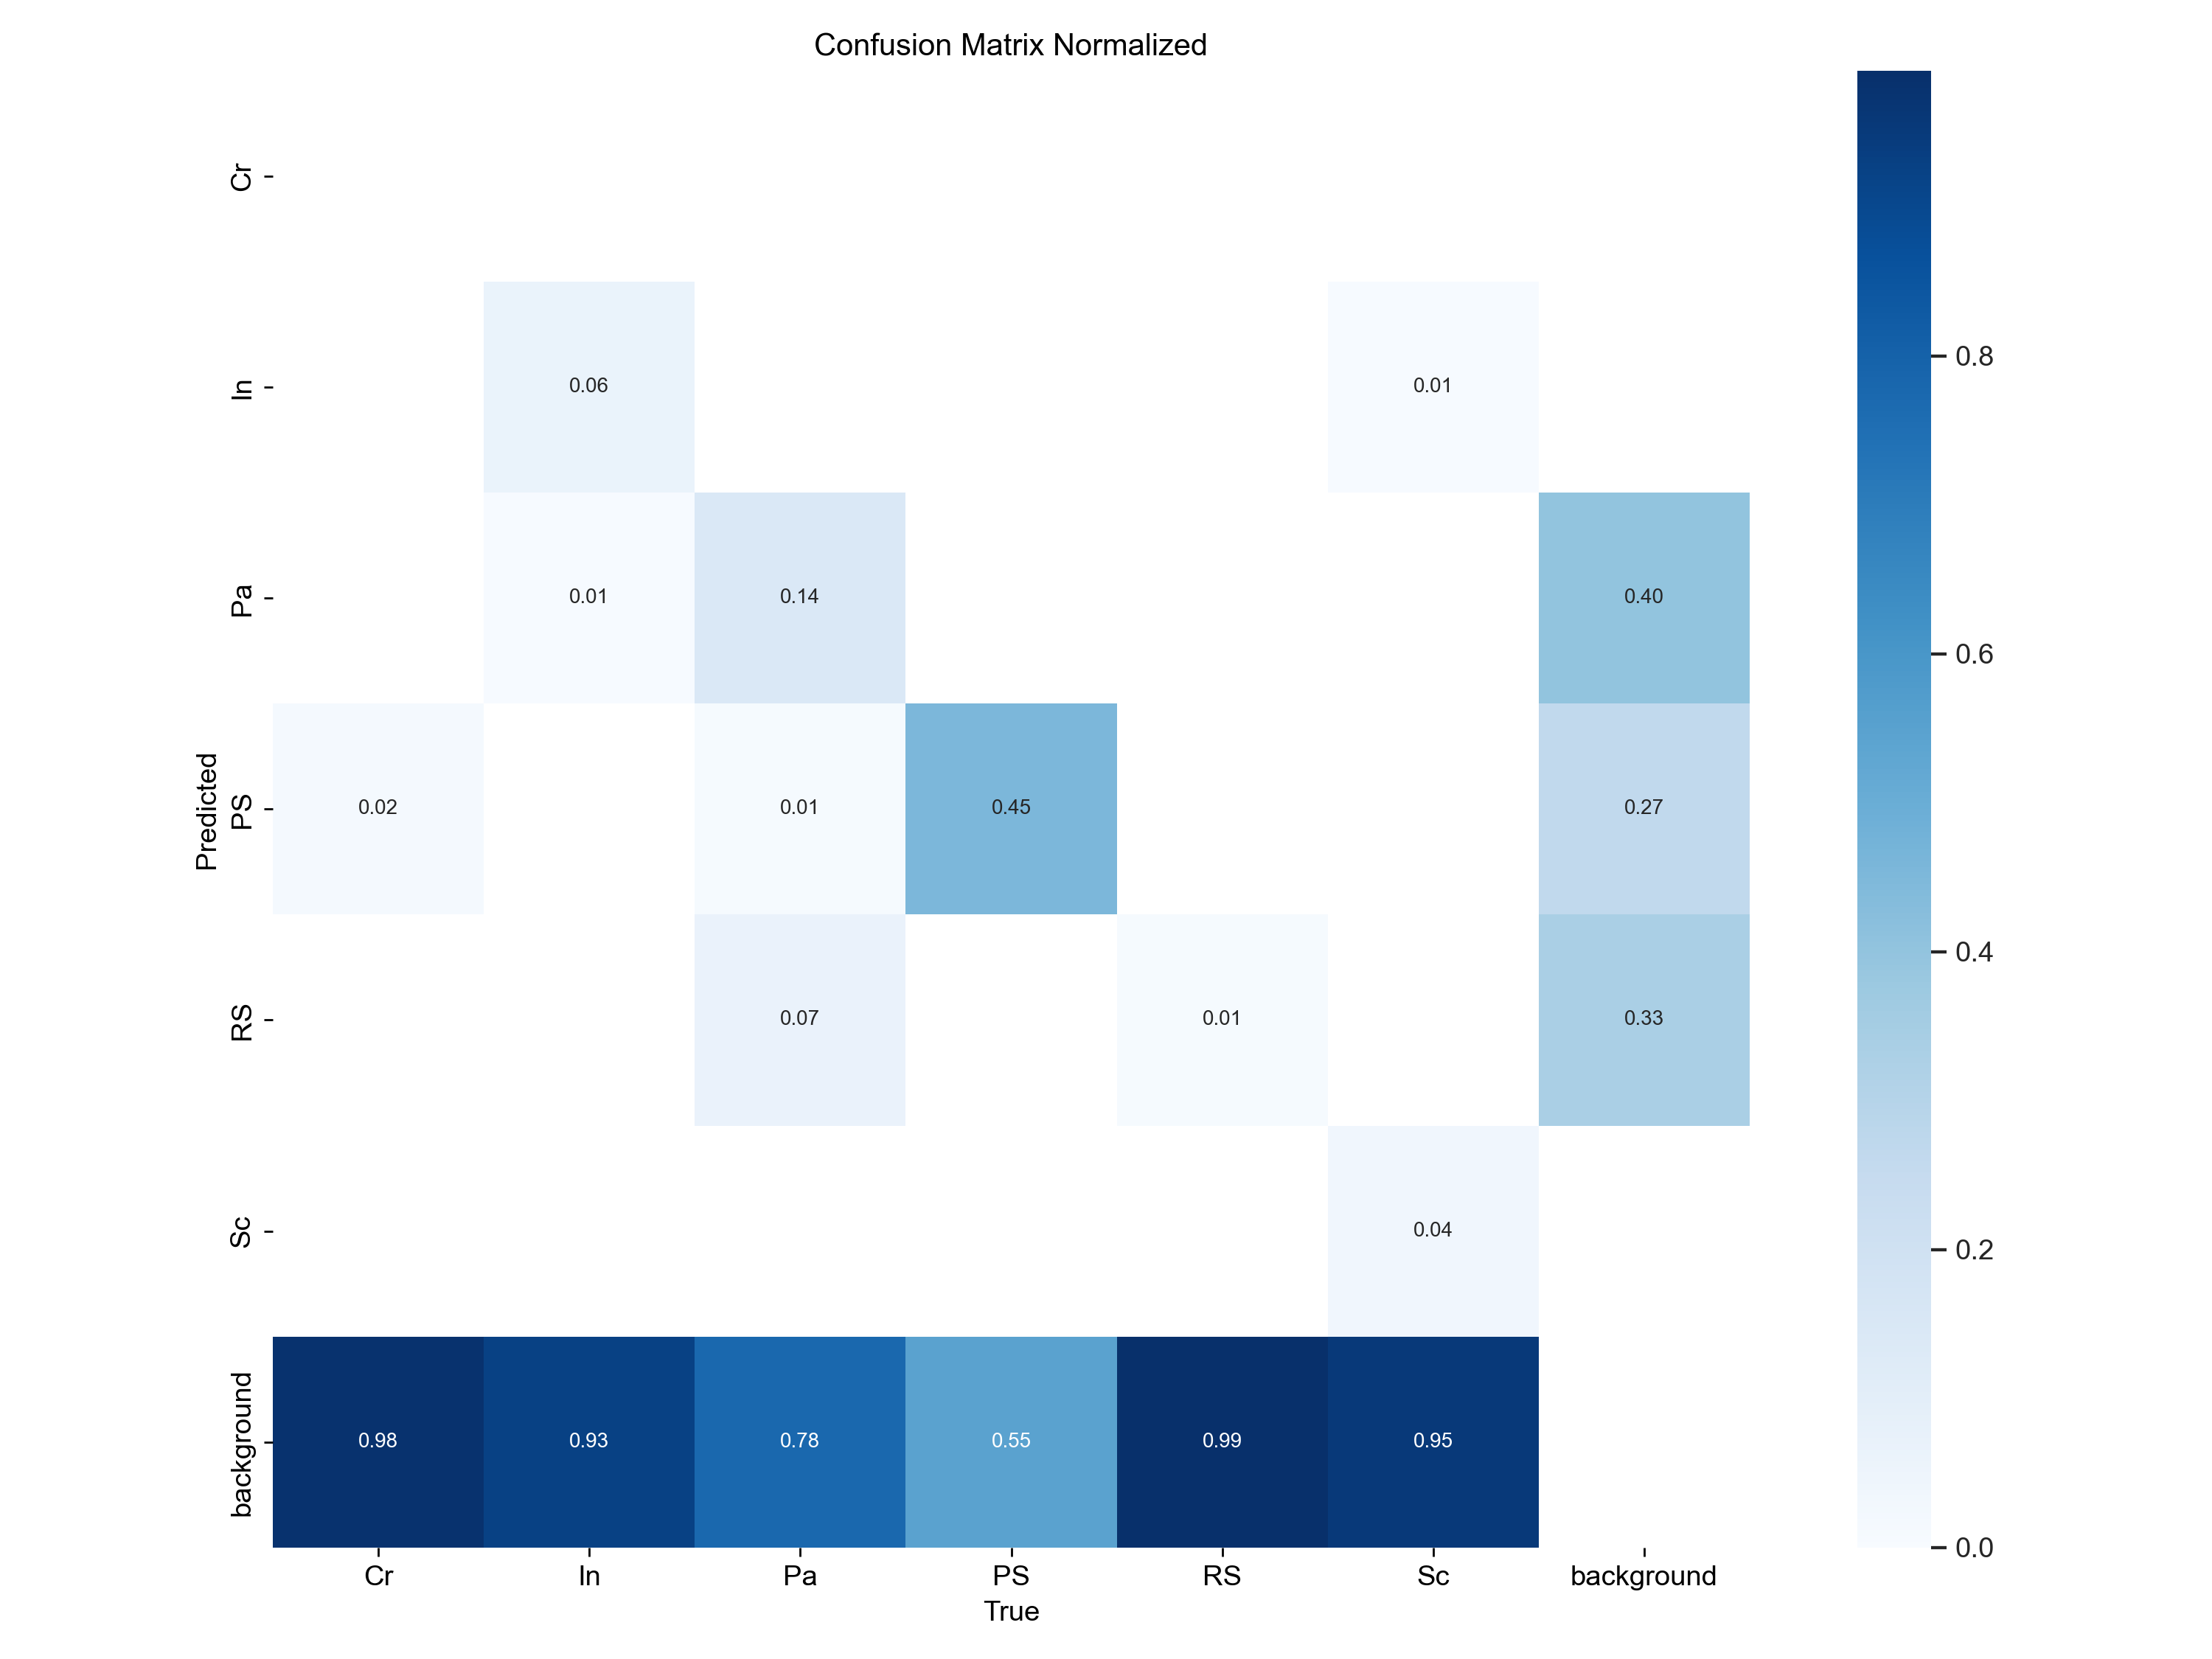 Confusion Matrix Normalized
Cr
In 0.06 0.01
Pa 0.01 0.14 0.40
PS 0.02 0.01 0.45 0.27
RS 0.07 0.01 0.33
Sc 0.04
background 0.98 0.93 0.78 0.55 0.99 0.95
Predicted
Cr In Pa PS RS Sc background
True
0.8
0.6
0.4
0.2
0.0